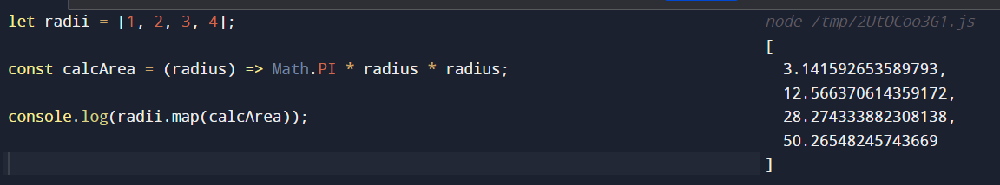 let radii = [1, 2, 3, 4];
const calcArea = (radius) => Math.PI * radius * radius;
console.log(radii.map(calcArea));
node /tmp/2UtOCoo3G1.js
[
3.141592653589793,
12.566370614359172,
28.274333882308138,
50.26548245743669
]